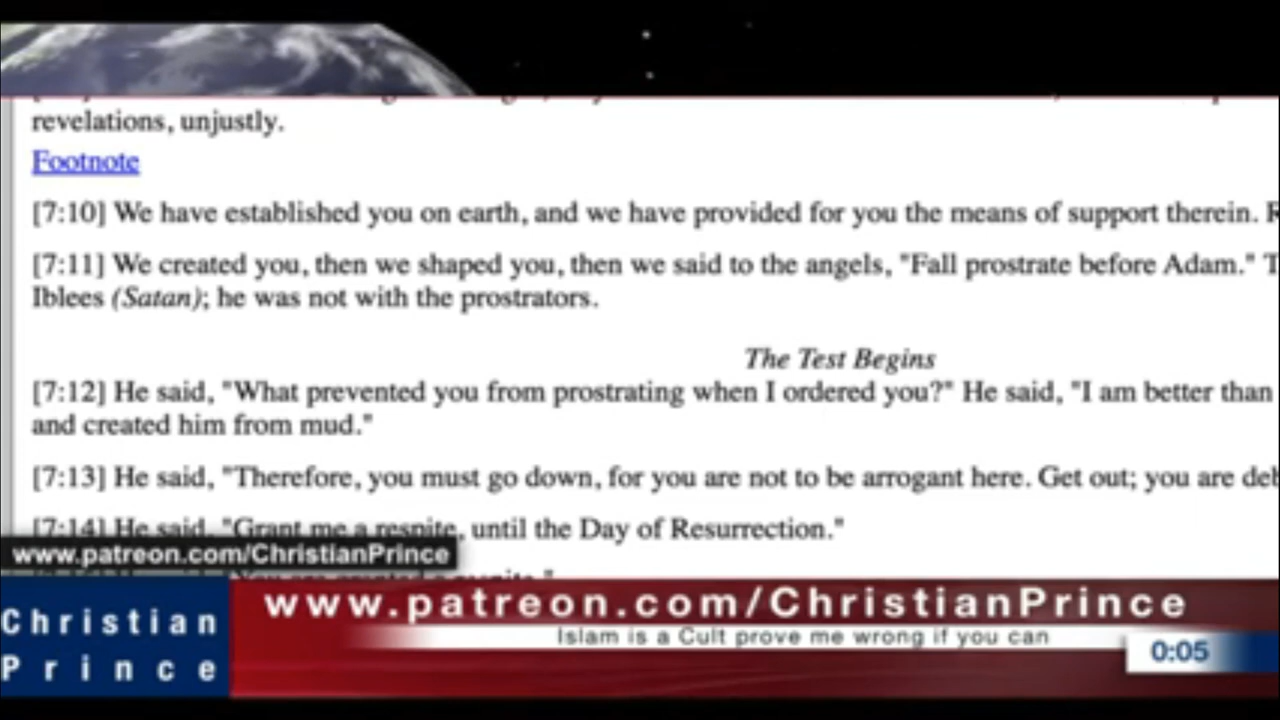 revelations, unjustly.
Footnote
[7:10] We have established you on earth, and we have provided for you the means of support therein. R
[7:11] We created you, then we shaped you, then we said to the angels, "Fall prostrate before Adam." T
Iblees (Satan); he was not with the prostrators.
The Test Begins
[7:12] He said, "What prevented you from prostrating when I ordered you?" He said, "I am better than
and created him from mud."
[7:13] He said, "Therefore, you must go down, for you are not to be arrogant here. Get out; you are deb
[7:14] He said, "Grant me a respite, until the Day of Resurrection."
www.patreon.com/ChristianPrince
www.patreon.com/ChristianPrince
Islam is a Cult prove me wrong if you can
Christian
Prince
0:05